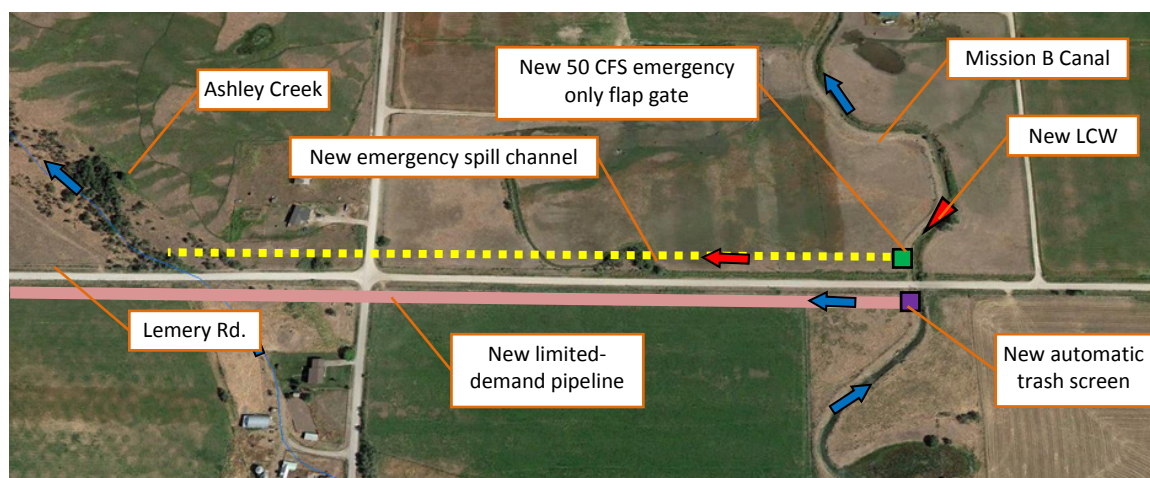 New 50 CFS emergency
only flap gate
Mission B Canal
Ashley Creek
New LCW
New emergency spill channel
Lemery Rd.
New limited-
demand pipeline
New automatic
trash screen